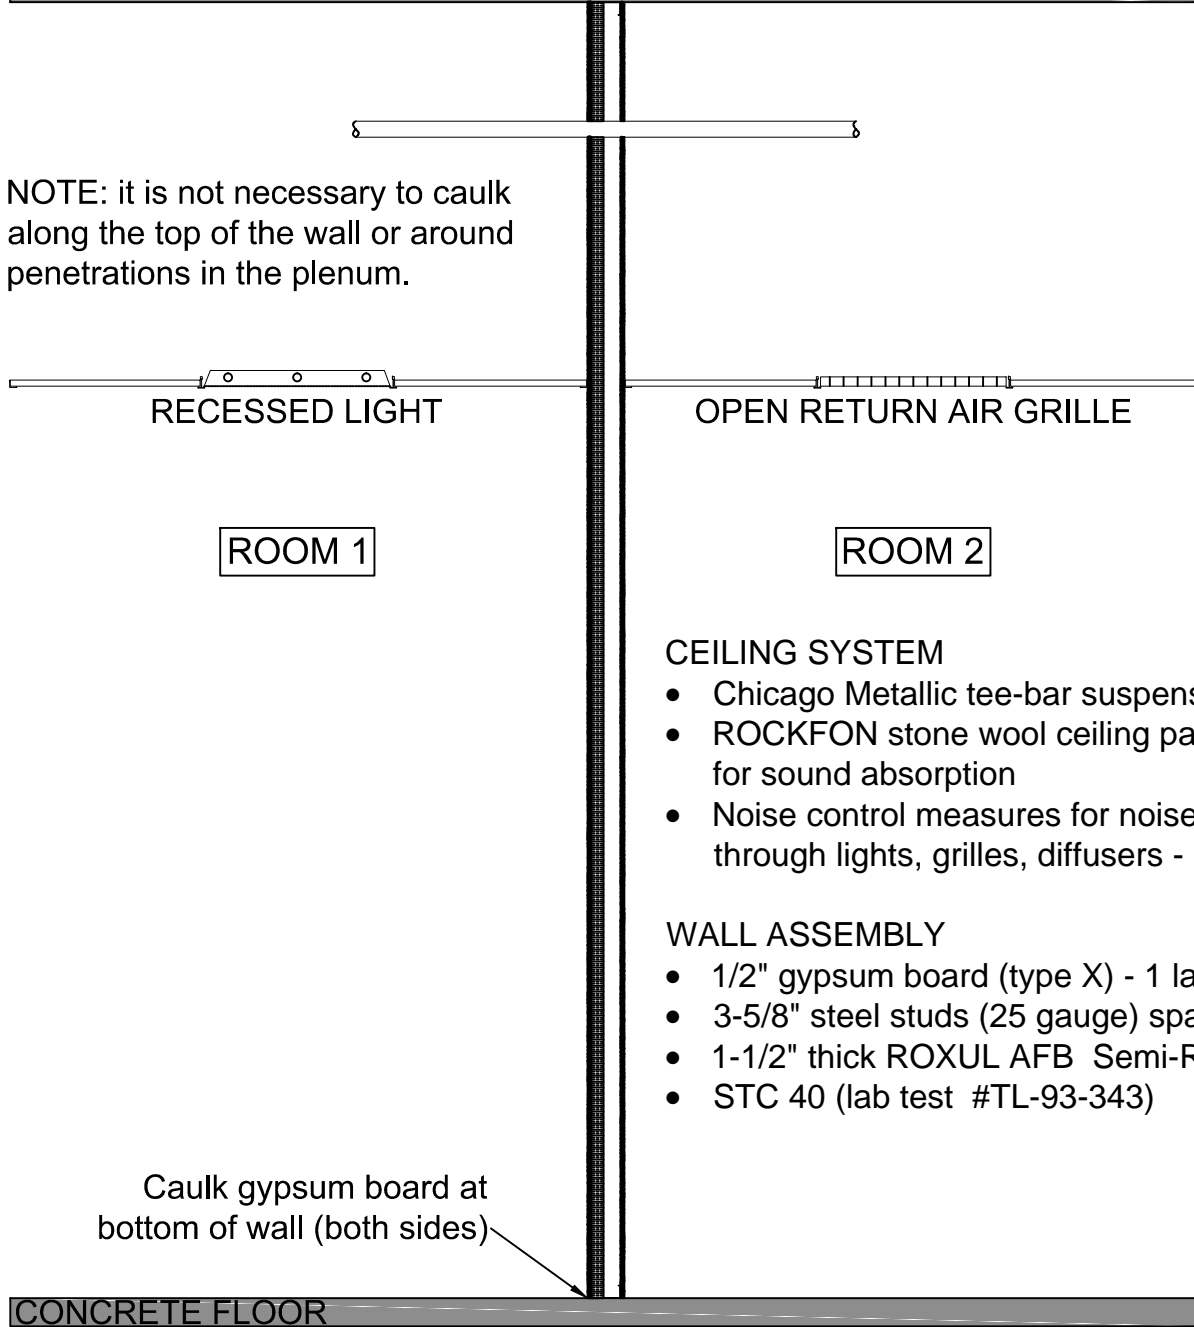 NOTE: it is not necessary to caulk
along the top of the wall or around
penetrations in the plenum.
RECESSED LIGHT
OPEN RETURN AIR GRILLE
ROOM 1
ROOM 2
CEILING SYSTEM
• Chicago Metallic tee-bar suspens
• ROCKFON stone wool ceiling pa
for sound absorption
• Noise control measures for noise
through lights, grilles, diffusers -
WALL ASSEMBLY
• 1/2" gypsum board (type X) - 1 la
• 3-5/8" steel studs (25 gauge) spa
• 1-1/2" thick ROXUL AFB Semi-R
• STC 40 (lab test #TL-93-343)
Caulk gypsum board at
bottom of wall (both sides)
CONCRETE FLOOR